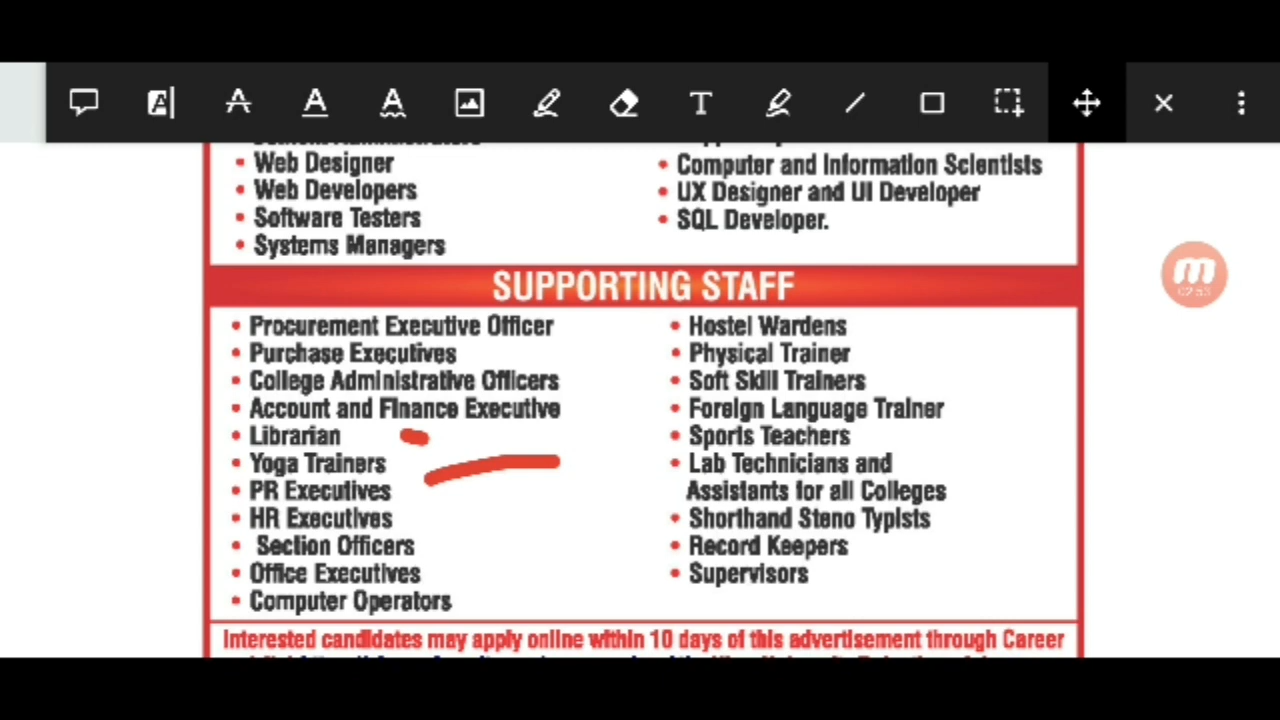 Web Designer
Web Developers
Software Testers
Systems Managers
Computer and Information Scientists
UX Designer and UI Developer
SQL Developer.
02:53
SUPPORTING STAFF
Procurement Executive Officer
Purchase Executives
College Administrative Officers
Account and Finance Executive
Librarian
Yoga Trainers
PR Executives
HR Executives
Section Officers
Office Executives
Computer Operators
Hostel Wardens
Physical Trainer
Soft Skill Trainers
Foreign Language Trainer
Sports Teachers
Lab Technicians and
Assistants for all Colleges
Shorthand Steno Typists
Record Keepers
Supervisors
Interested candidates may apply online within 10 days of this advertisement through Career